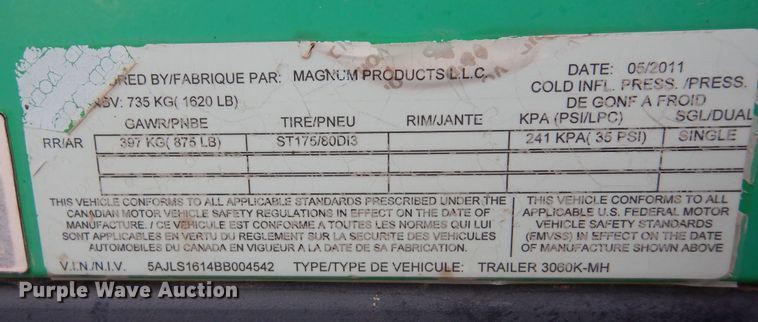 RED BY/FABRIQUE PAR: MAGNUM PRODUCTS L.L.C. DATE: 05/2011
NBV: 735 KG( 1620 LB) COLD INFL. PRESS. /PRESS.
DE GONF A FROID
GAWR/PNBE TIRE/PNEU RIM/JANTE KPA (PSI/LPC) SGL/DUAL
RR/AR 397 KG( 875 LB) ST175/80DI3 241 KPA( 35 PSI) SINGLE
THIS VEHICLE CONFORMS TO ALL APPLICABLE STANDARDS PRESCRIBED UNDER THE
CANADIAN MOTOR VEHICLE SAFETY REGULATIONS IN EFFECT ON THE DATE OF
MANUFACTURE. / CE VEHICULE EST CONFORME A TOUTES LES NORMES QUI LUI
SONT APPLICABLES EN VERTU DU REGLEMENT SUR LA SECURITE DES VEHICULES
AUTOMOBILES DU CANADA EN VIGUEUR A LA DATE DE SA FABRICATION.
THIS VEHICLE CONFORMS TO ALL
APPLICABLE U.S. FEDERAL MOTOR
VEHICLE SAFETY STANDARDS
(FMVSS) IN EFFECT ON THE DATE
OF MANUFACTURE SHOWN ABOVE
V.I.N./N.I.V. 5AJLS1614BB004542 TYPE/TYPE DE VEHICULE: TRAILER 3060K-MH
Purple Wave Auction